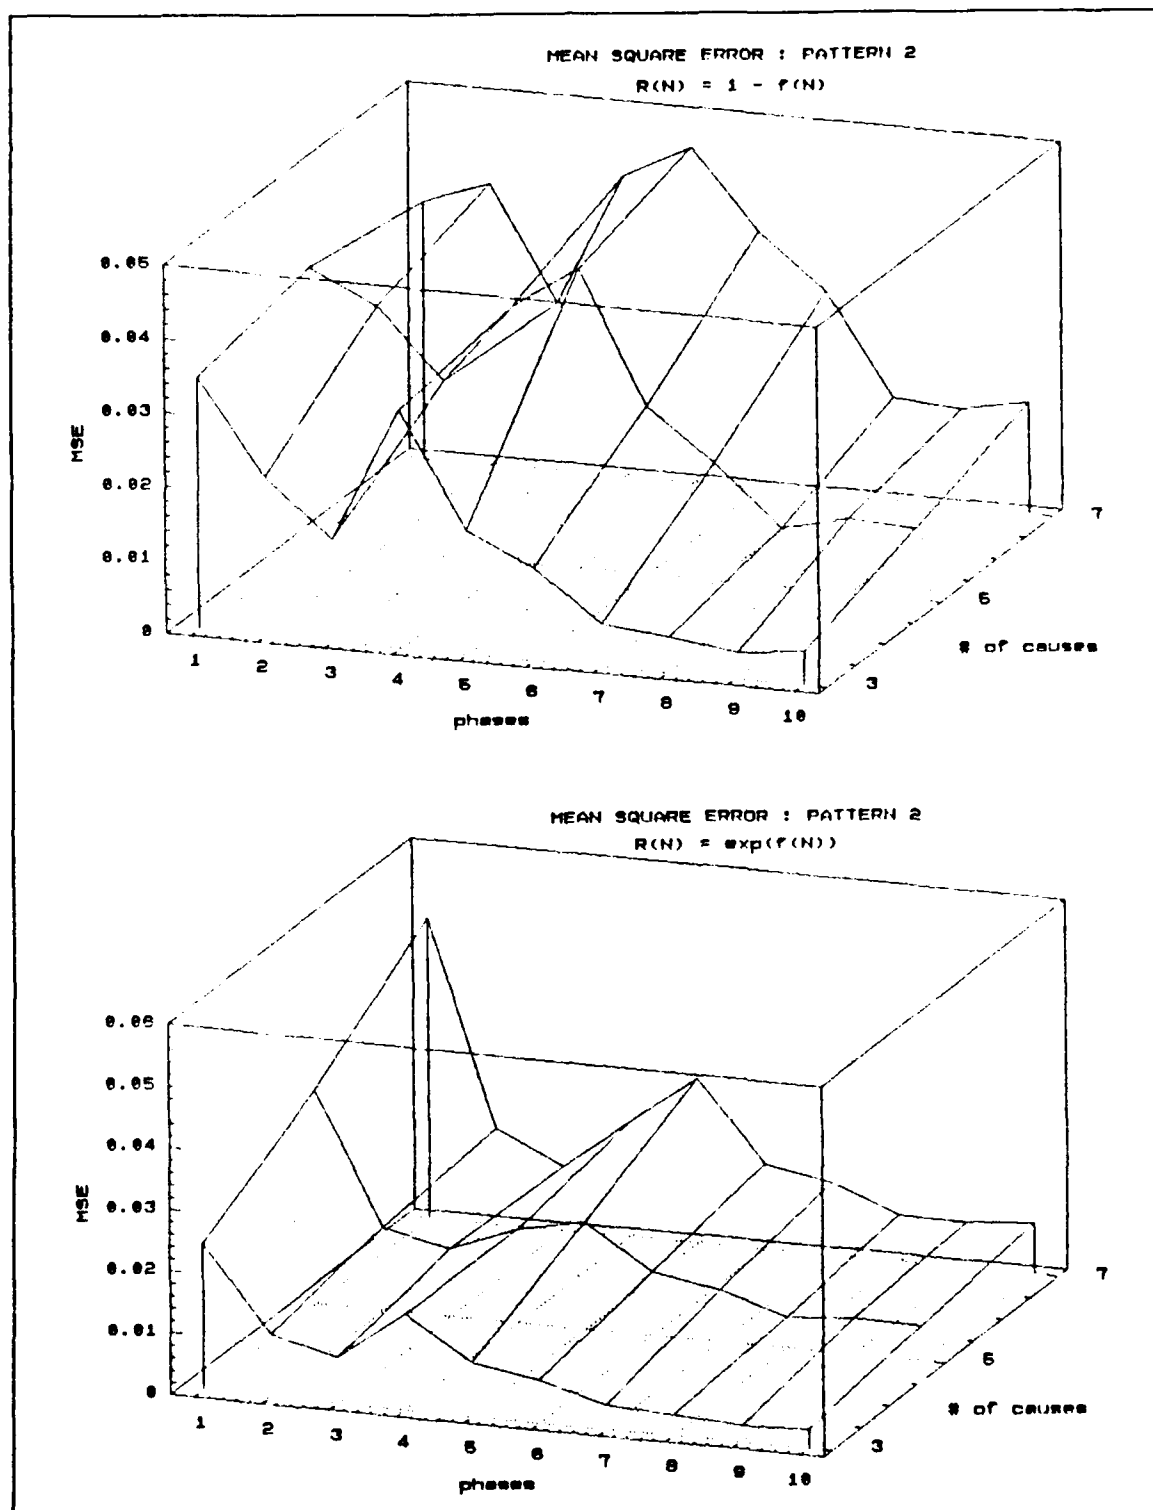 MEAN SQUARE ERROR : PATTERN 2
R(N) = 1 - f(N)
0.05
0.04
0.03
0.02
0.01
0
MSE
1 2 3 4 5 6 7 8 9 10
phases
3 5 7
# of causes
MEAN SQUARE ERROR : PATTERN 2
R(N) = exp(f(N))
0.06
0.05
0.04
0.03
0.02
0.01
0
MSE
1 2 3 4 5 6 7 8 9 10
phases
3 5 7
# of causes